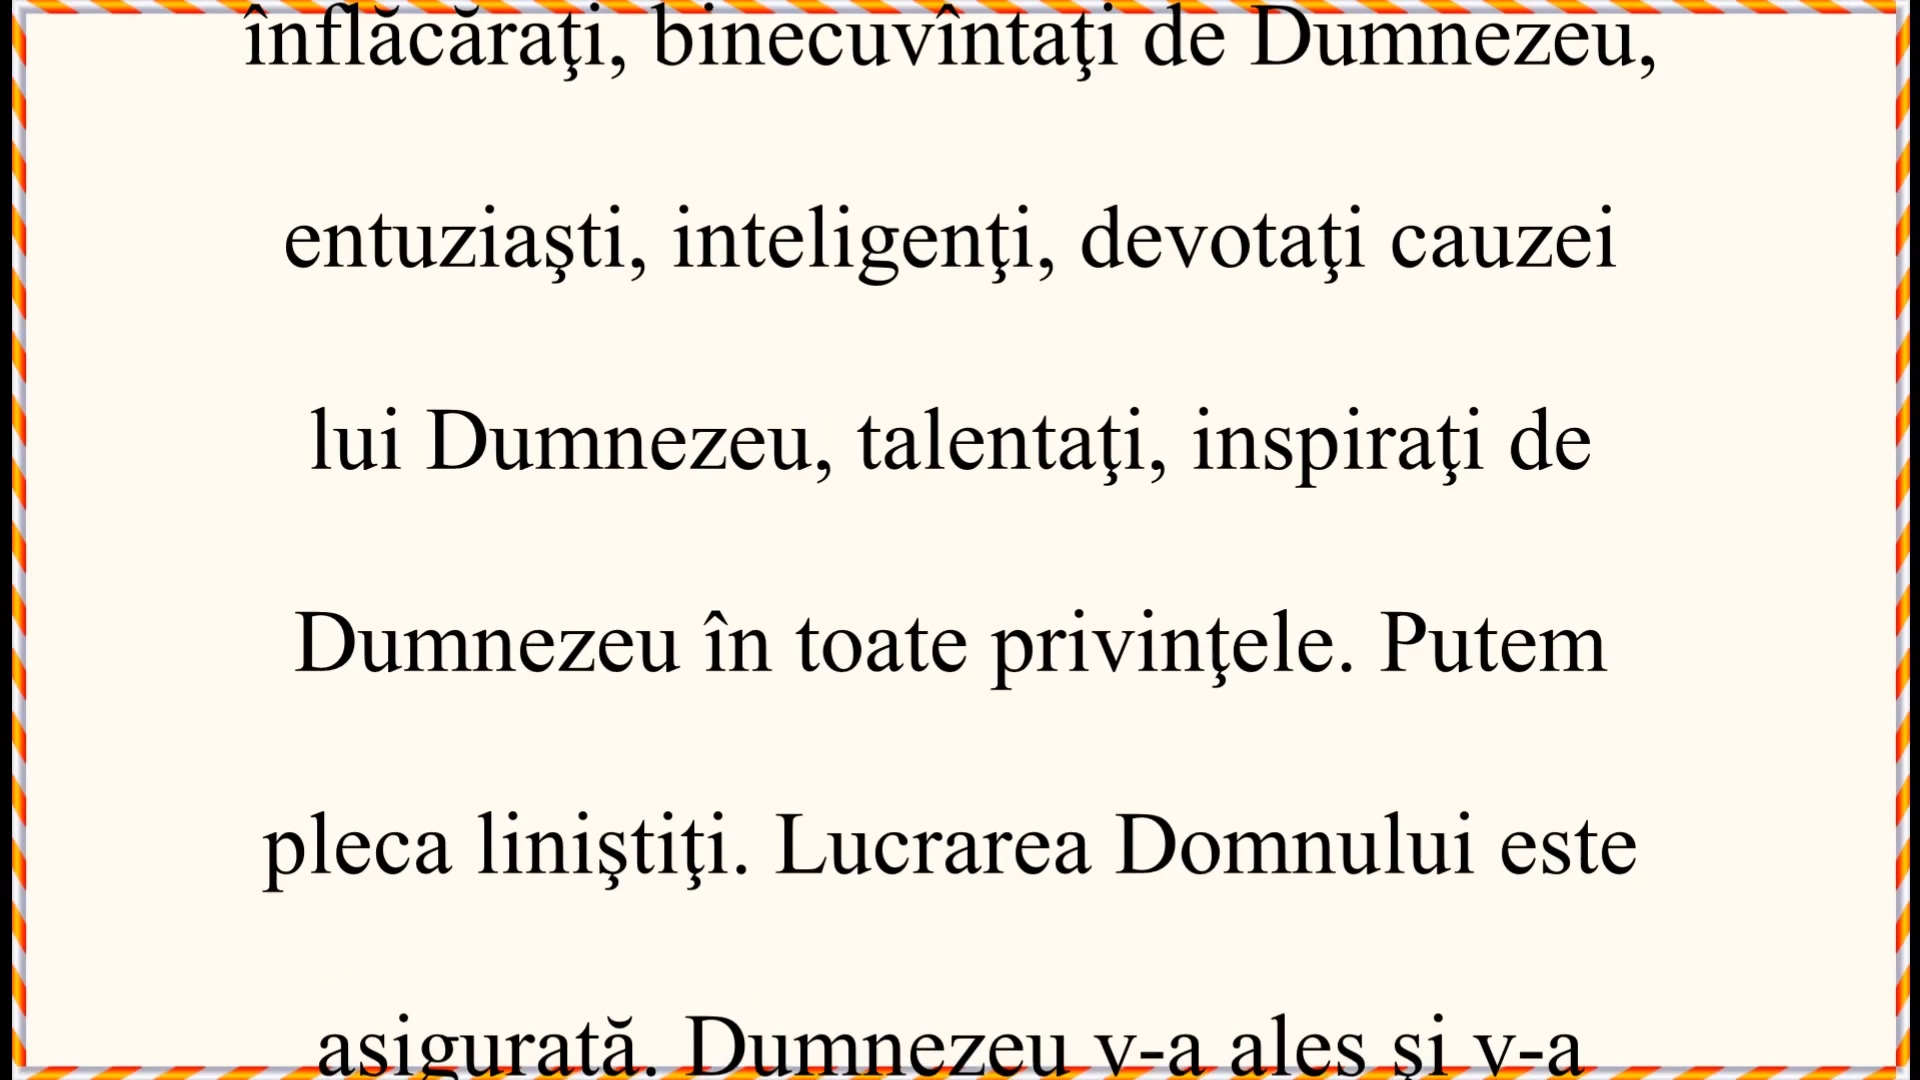 înflăcăraţi, binecuvîntaţi de Dumnezeu,
entuziaşti, inteligenţi, devotaţi cauzei
lui Dumnezeu, talentaţi, inspiraţi de
Dumnezeu în toate privinţele. Putem
pleca liniştiţi. Lucrarea Domnului este
asigurată. Dumnezeu v-a ales şi v-a